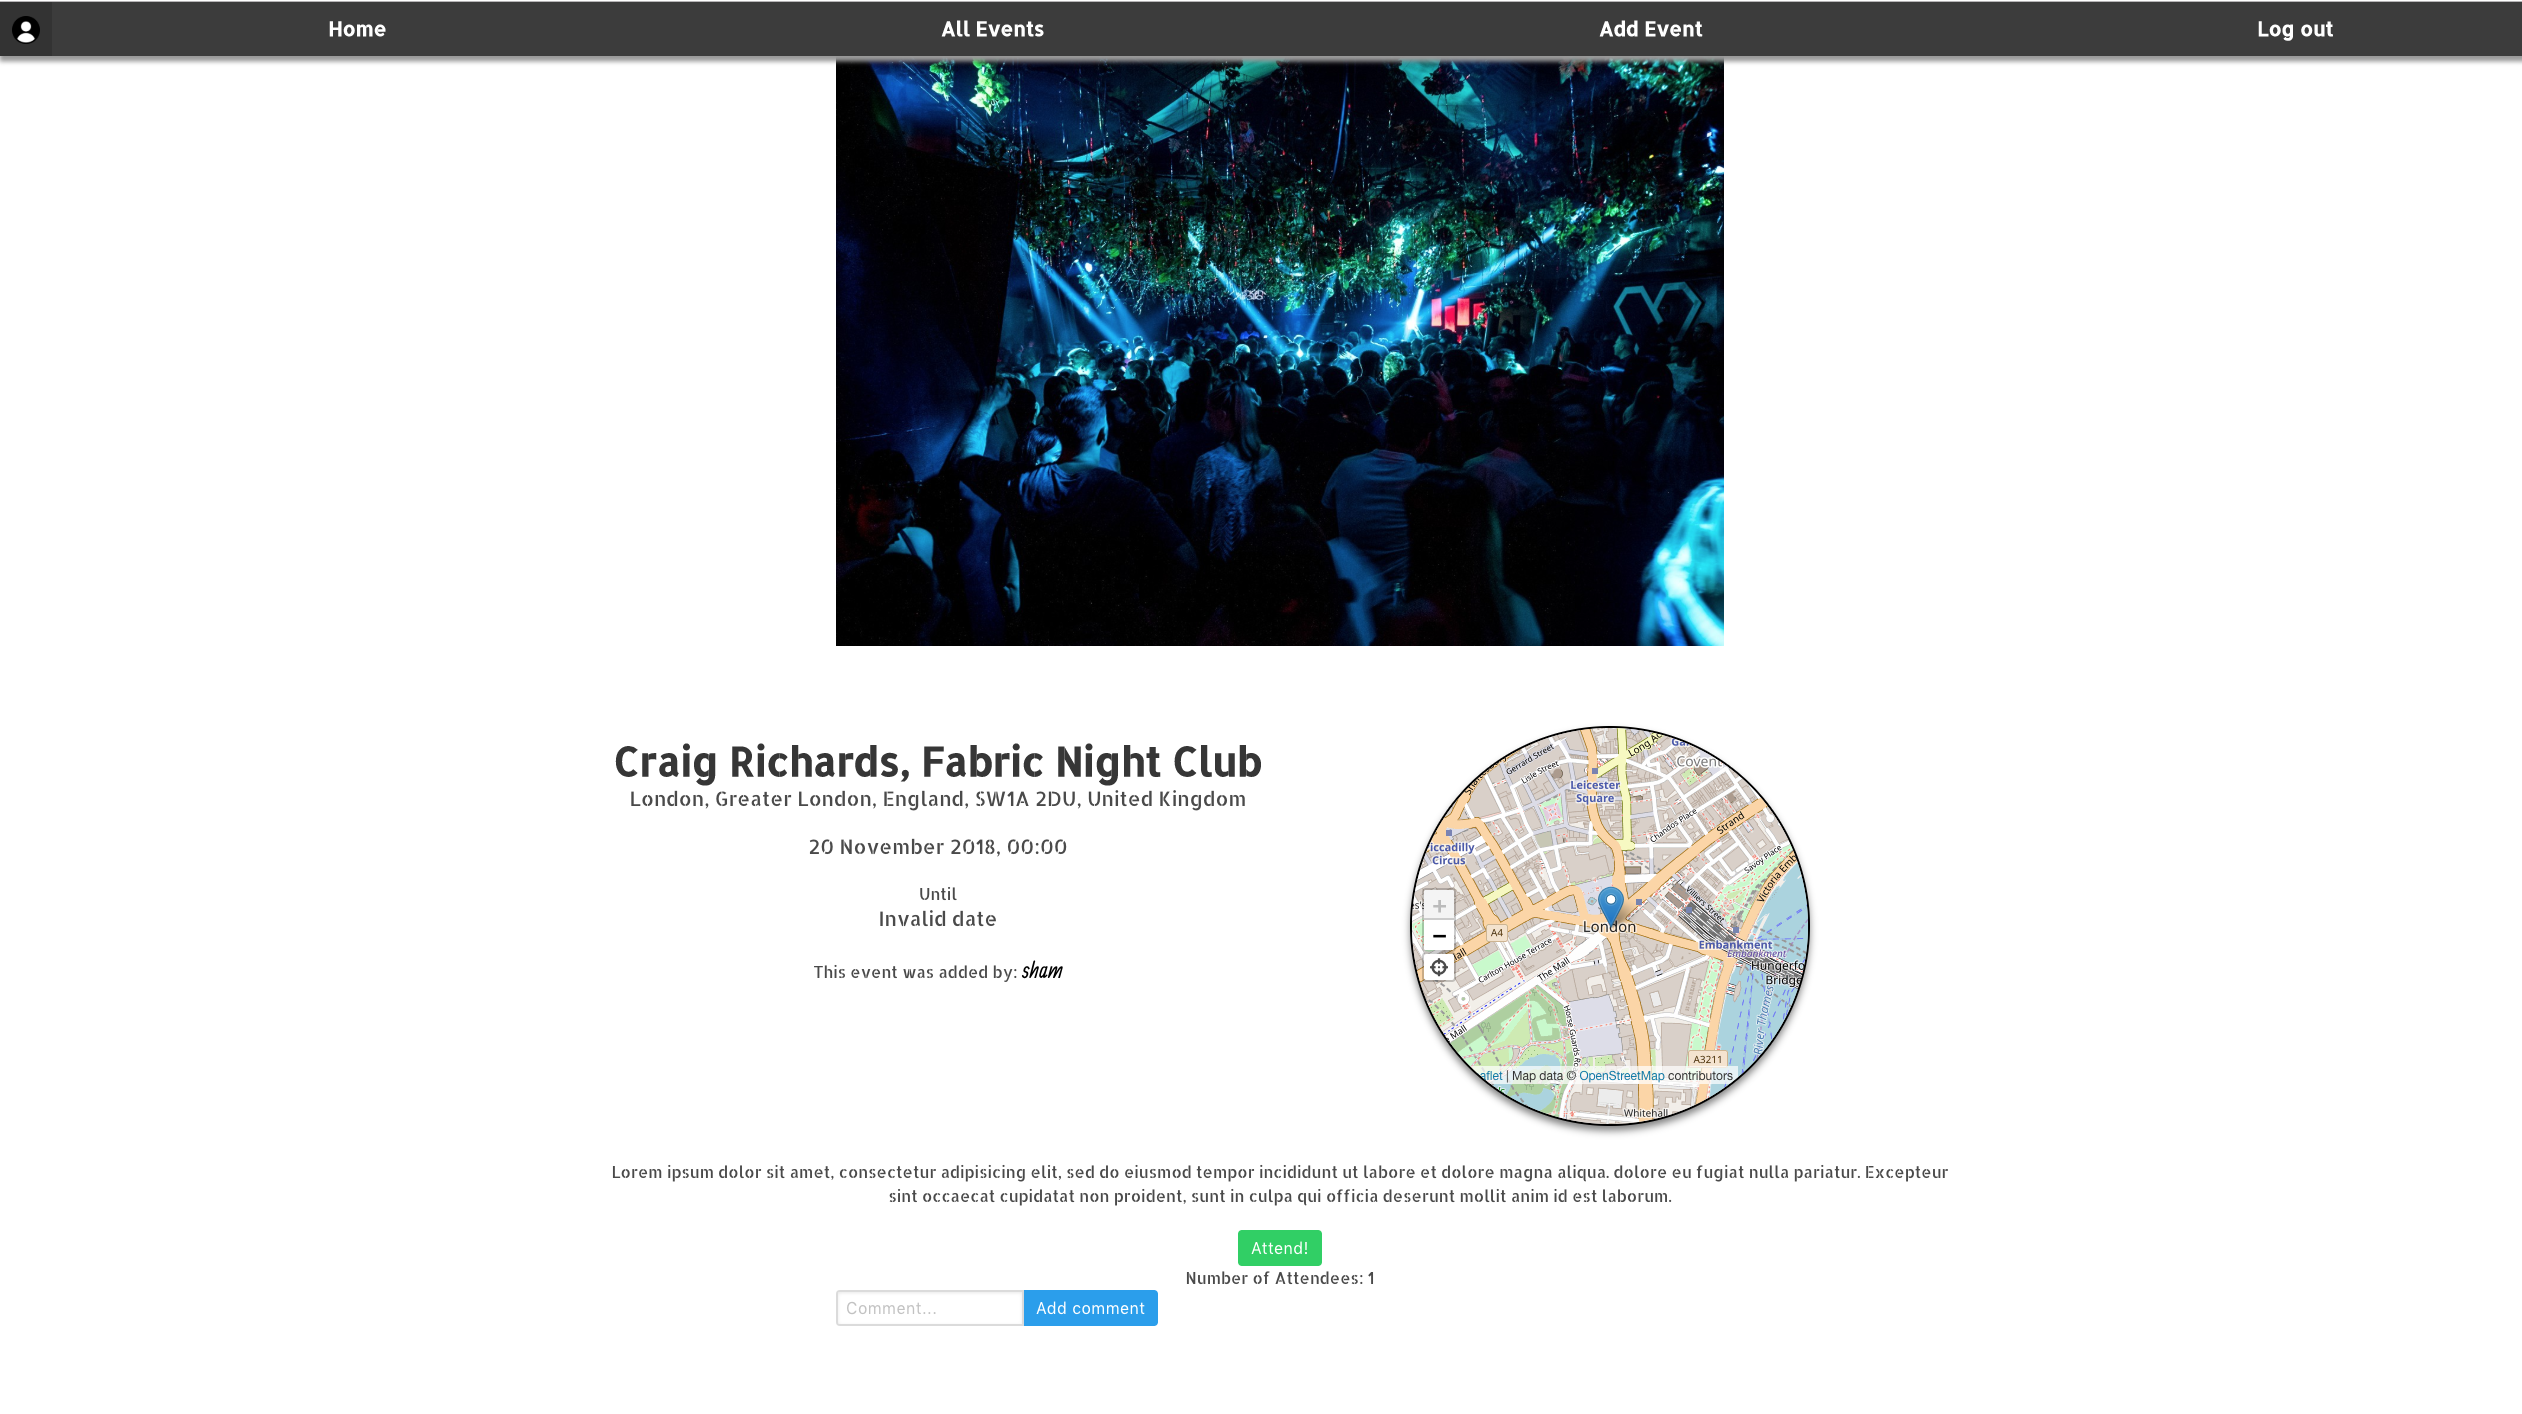 Home
All Events
Add Event
Log out
Craig Richards, Fabric Night Club
London, Greater London, England, SW1A 2DU, United Kingdom
20 November 2018, 00:00
Until
Invalid date
This event was added by: sham
Long Ac
Gerrard Street
Lisle Street
Covent
Leicester
Square
Chandos Place
Strand
iccadilly
Circus
Savoy Place
Victoria Emb
Villiers Street
+
−
London
A4
Carlton House Terrace
The Mall
Embankment
Embankment
Hungerfo
Bridge
Horse Guards R
River Thames
Mall
A3211
aflet | Map data © OpenStreetMap contributors
Whitehall
Lorem ipsum dolor sit amet, consectetur adipisicing elit, sed do eiusmod tempor incididunt ut labore et dolore magna aliqua. dolore eu fugiat nulla pariatur. Excepteur
sint occaecat cupidatat non proident, sunt in culpa qui officia deserunt mollit anim id est laborum.
Attend!
Number of Attendees: 1
Comment...
Add comment